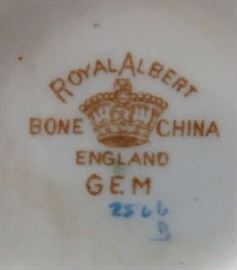 ROYAL ALBERT
BONE CHINA
ENGLAND
GEM
2566
B